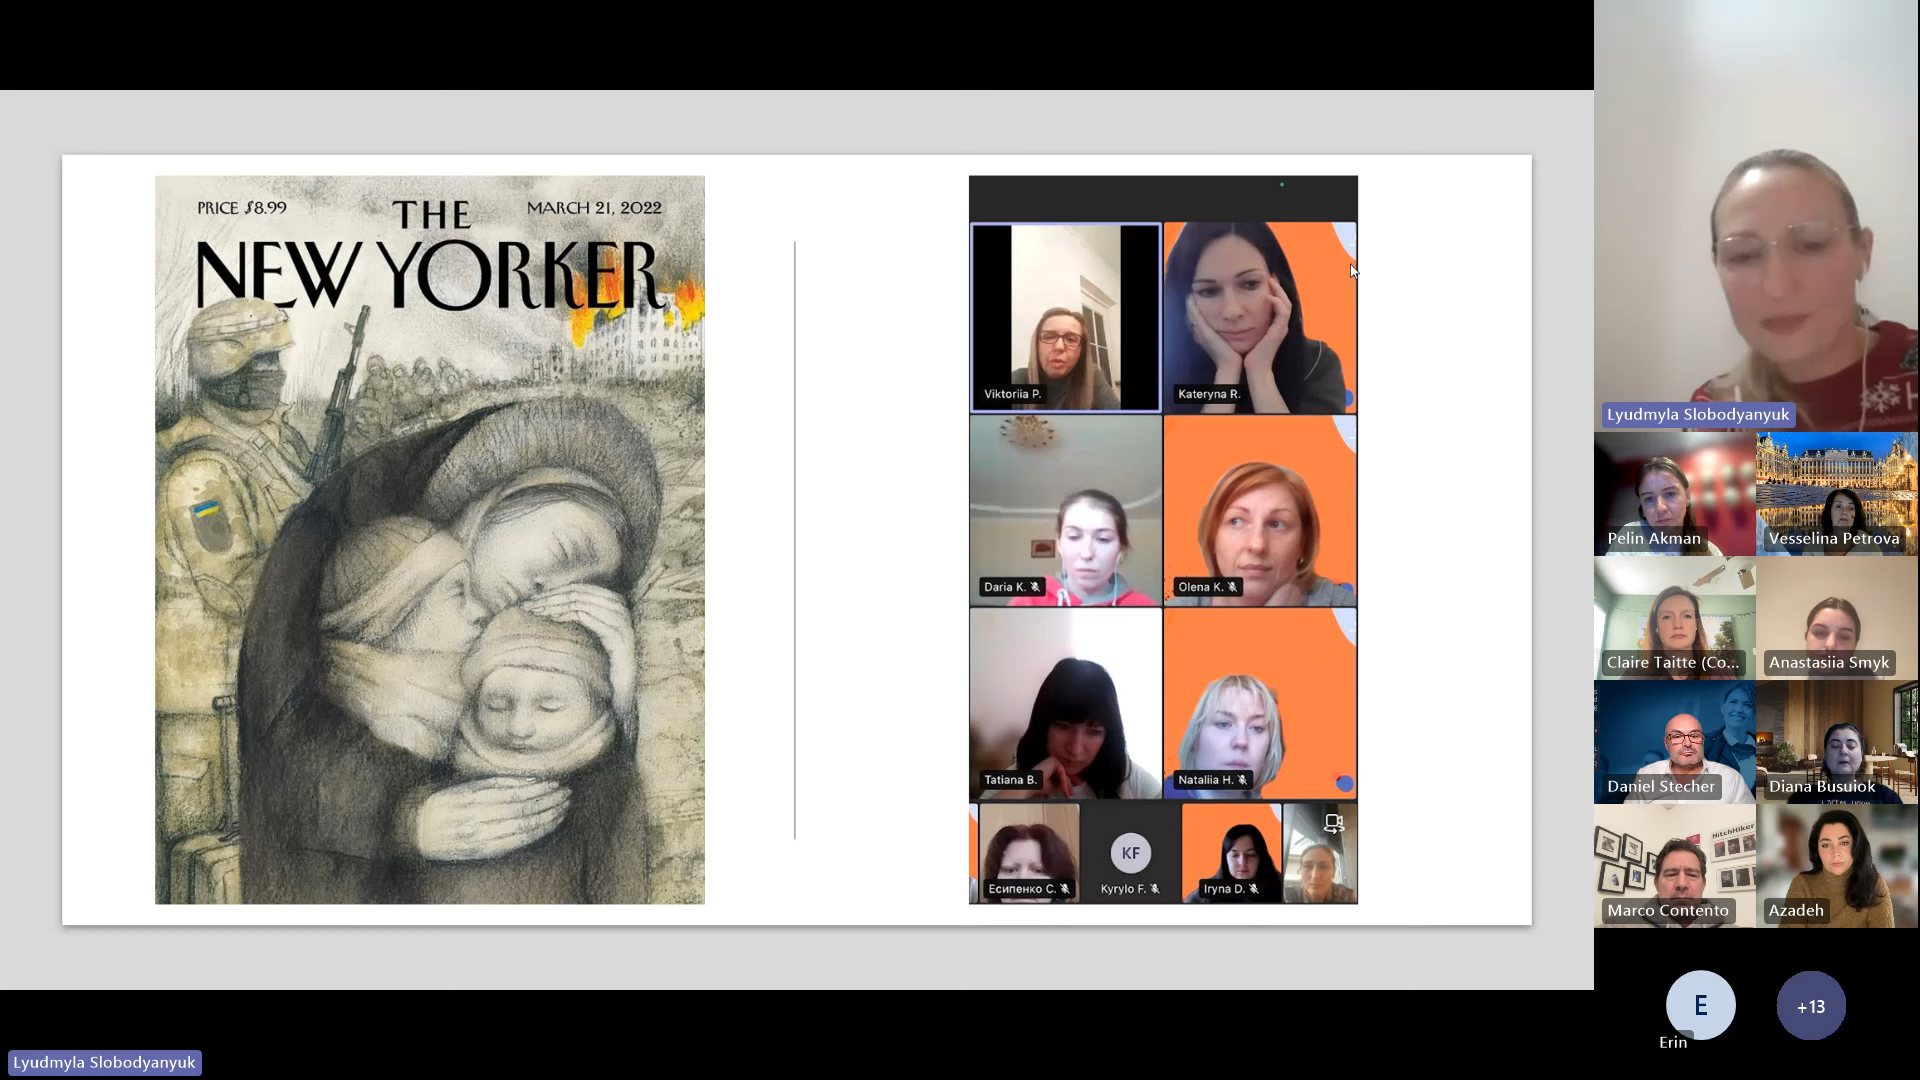 PRICE $8.99
THE
MARCH 21, 2022
NEW YORKER
Viktoriia P.
Kateryna R.
Daria K.
Olena K.
Tatiana B.
Nataliia H.
Єсипенко С.
KF
Kyrylo F.
Iryna D.
Lyudmyla Slobodyanyuk
Pelin Akman
Vesselina Petrova
Claire Taitte (Co...
Anastasiia Smyk
Daniel Stecher
Diana Busuiok
HitchHiker
Marco Contento
Azadeh
E
Erin
+13
Lyudmyla Slobodyanyuk